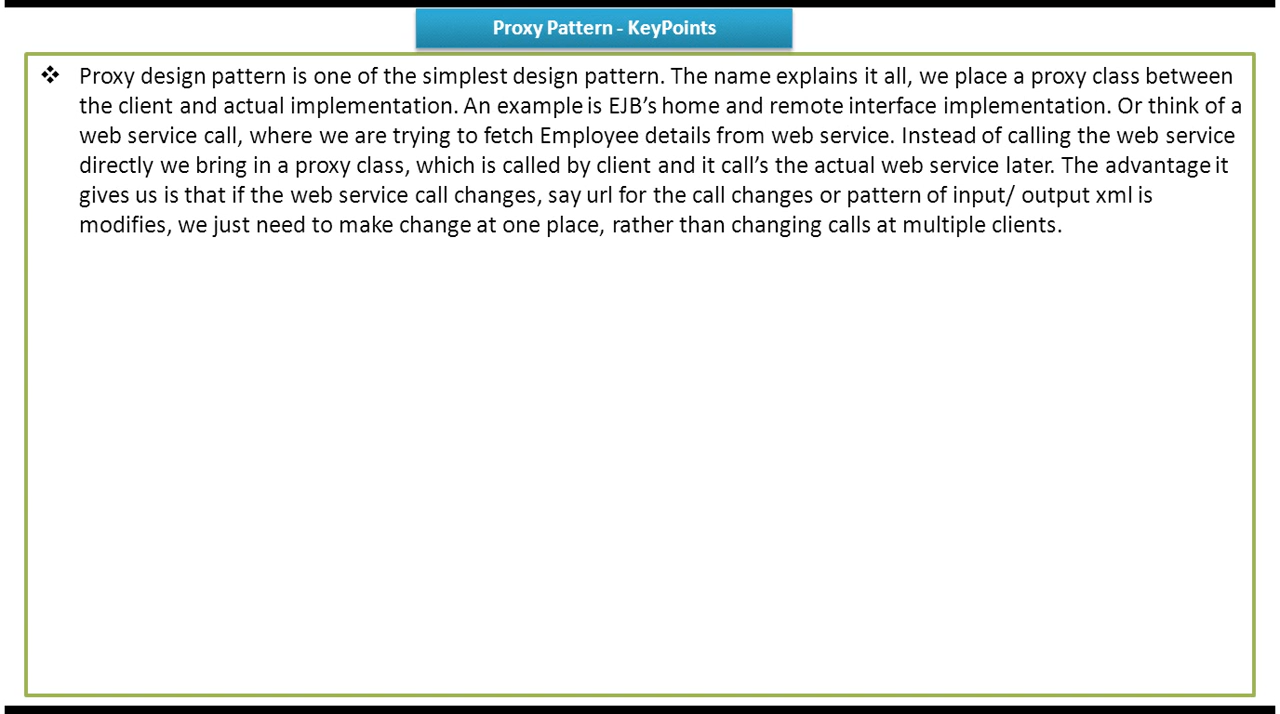 Proxy Pattern - KeyPoints
❖ Proxy design pattern is one of the simplest design pattern. The name explains it all, we place a proxy class between
the client and actual implementation. An example is EJB’s home and remote interface implementation. Or think of a
web service call, where we are trying to fetch Employee details from web service. Instead of calling the web service
directly we bring in a proxy class, which is called by client and it call’s the actual web service later. The advantage it
gives us is that if the web service call changes, say url for the call changes or pattern of input/ output xml is
modifies, we just need to make change at one place, rather than changing calls at multiple clients.